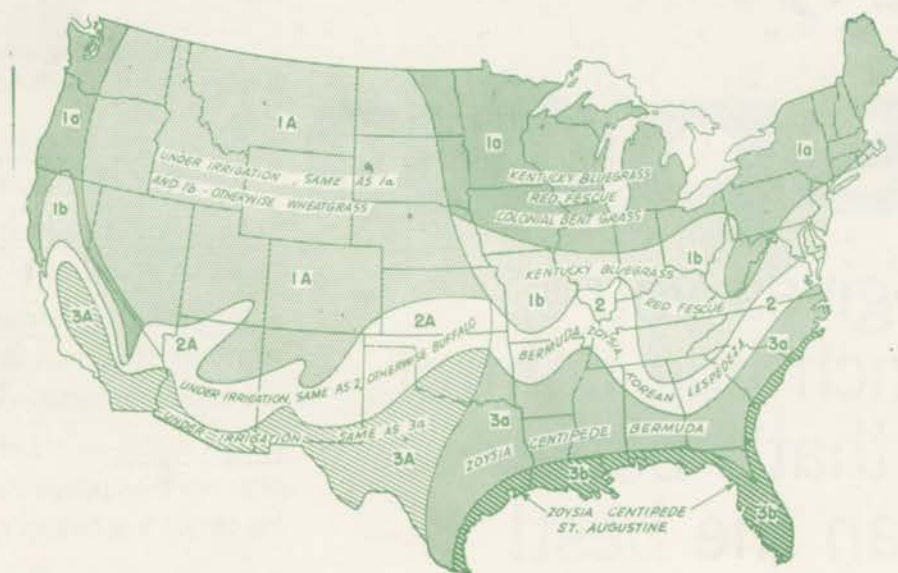 1a
1A
1a
1a
UNDER IRRIGATION, SAME AS 1a
AND 1b - OTHERWISE WHEATGRASS
KENTUCKY BLUEGRASS
RED FESCUE
COLONIAL BENT GRASS
1b
1A
KENTUCKY BLUEGRASS
1b
1b
RED FESCUE
2
2
3A
2A
2A
UNDER IRRIGATION, SAME AS 2, OTHERWISE BUFFALO
BERMUDA
ZOYSIA
KOREAN LESPEDEZA
3a
UNDER IRRIGATION SAME AS 3a
3A
3a
ZOYSIA CENTIPEDE BERMUDA
3b
3b
ZOYSIA CENTIPEDE
ST. AUGUSTINE